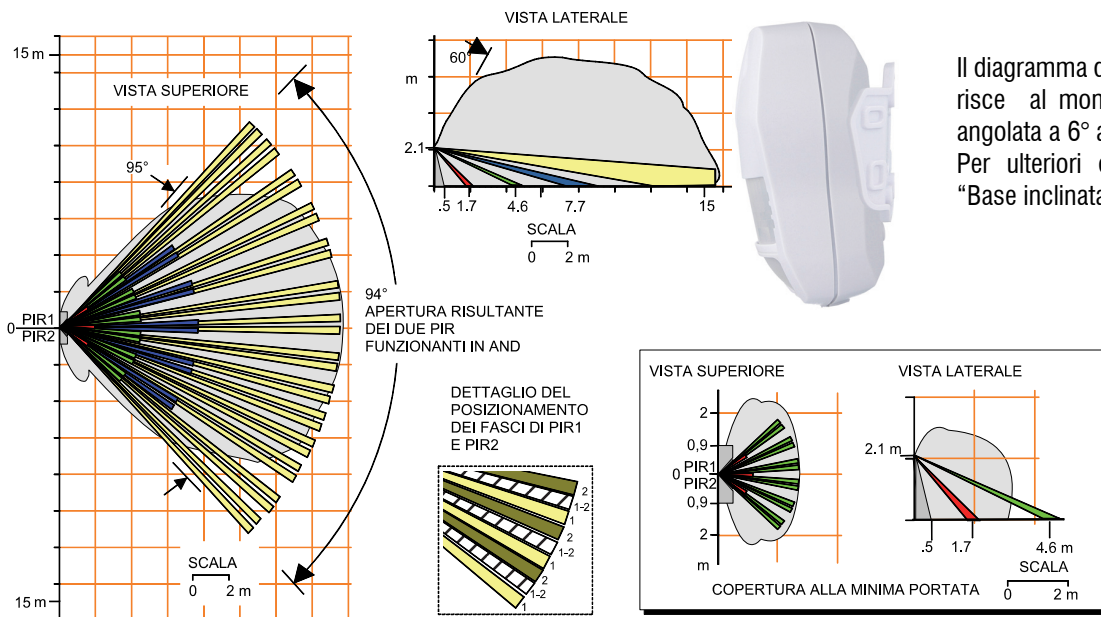 15 m
VISTA SUPERIORE
95°
0
PIR1
PIR2
15 m
SCALA
0 2 m
94°
APERTURA RISULTANTE
DEI DUE PIR
FUNZIONANTI IN AND
VISTA LATERALE
60°
m
2.1
.5 1.7 4.6 7.7 15
SCALA
0 2 m
DETTAGLIO DEL
POSIZIONAMENTO
DEI FASCI DI PIR1
E PIR2
2
1-2
1
2
1-2
1
2
1-2
1
Il diagramma d
risce al mon
angolata a 6° a
Per ulteriori
“Base inclinata
VISTA SUPERIORE
2
0,9
0
PIR1
PIR2
0,9
2
m
VISTA LATERALE
2.1 m
.5 1.7 4.6 m
SCALA
0 2 m
COPERTURA ALLA MINIMA PORTATA